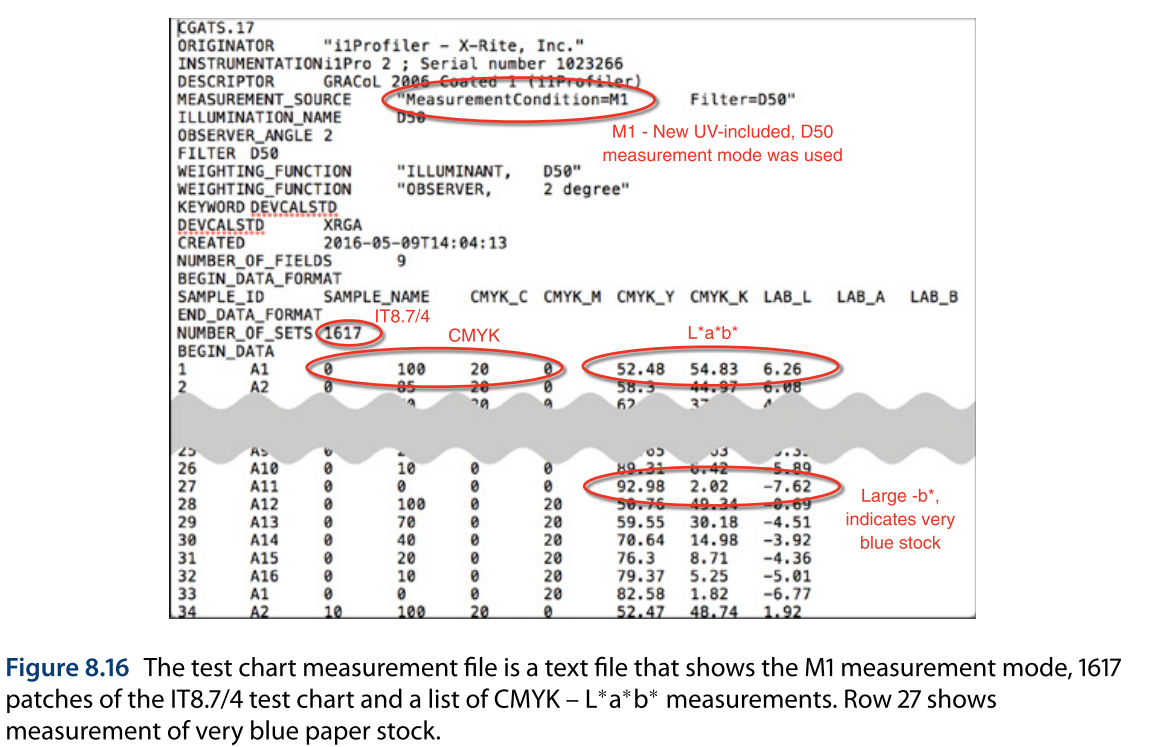 CGATS.17
ORIGINATOR "i1Profiler – X-Rite, Inc."
INSTRUMENTATIONi1Pro 2 ; Serial number 1023266
DESCRIPTOR GRACoL 2006 Coated 1 (i1Profiler)
MEASUREMENT_SOURCE "MeasurementCondition=M1 Filter=D50"
ILLUMINATION_NAME D50
OBSERVER_ANGLE 2
M1 - New UV-included, D50
measurement mode was used
FILTER D50
WEIGHTING_FUNCTION "ILLUMINANT, D50"
WEIGHTING_FUNCTION "OBSERVER, 2 degree"
KEYWORD DEVCALSTD
DEVCALSTD XRGA
CREATED 2016-05-09T14:04:13
NUMBER_OF_FIELDS 9
BEGIN_DATA_FORMAT
SAMPLE_ID SAMPLE_NAME CMYK_C CMYK_M CMYK_Y CMYK_K LAB_L LAB_A LAB_B
END_DATA_FORMAT
IT8.7/4
NUMBER_OF_SETS 1617
CMYK
L*a*b*
BEGIN_DATA
1 A1 0 100 20 0 52.48 54.83 6.26
2 A2 0 85 20 0 58.3 44.97 6.08
26 A10 0 10 0 0 89.31 6.42 -5.89
27 A11 0 0 0 0 92.98 2.02 -7.62
28 A12 0 100 0 20 50.76 49.34 -0.69
29 A13 0 70 0 20 59.55 30.18 -4.51
30 A14 0 40 0 20 70.64 14.98 -3.92
31 A15 0 20 0 20 76.3 8.71 -4.36
32 A16 0 10 0 20 79.37 5.25 -5.01
33 A1 0 0 0 20 82.58 1.82 -6.77
34 A2 10 100 20 0 52.47 48.74 1.92
Large -b*,
indicates very
blue stock
Figure 8.16 The test chart measurement file is a text file that shows the M1 measurement mode, 1617
patches of the IT8.7/4 test chart and a list of CMYK – L*a*b* measurements. Row 27 shows
measurement of very blue paper stock.